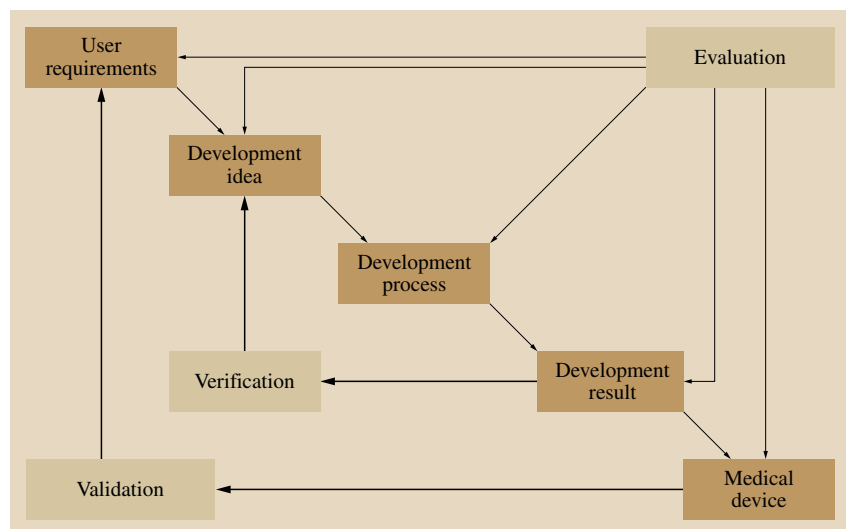 User
requirements
Evaluation
Development
idea
Development
process
Verification
Development
result
Validation
Medical
device